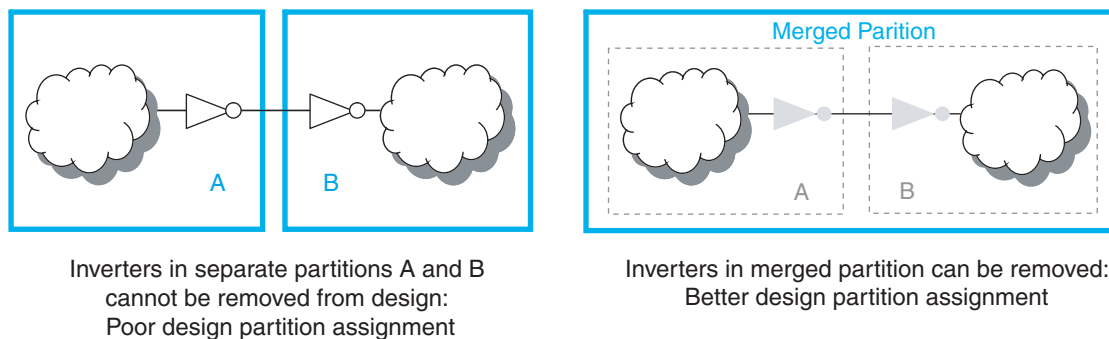 A
B
Inverters in separate partitions A and B
cannot be removed from design:
Poor design partition assignment
Merged Parition
A
B
Inverters in merged partition can be removed:
Better design partition assignment